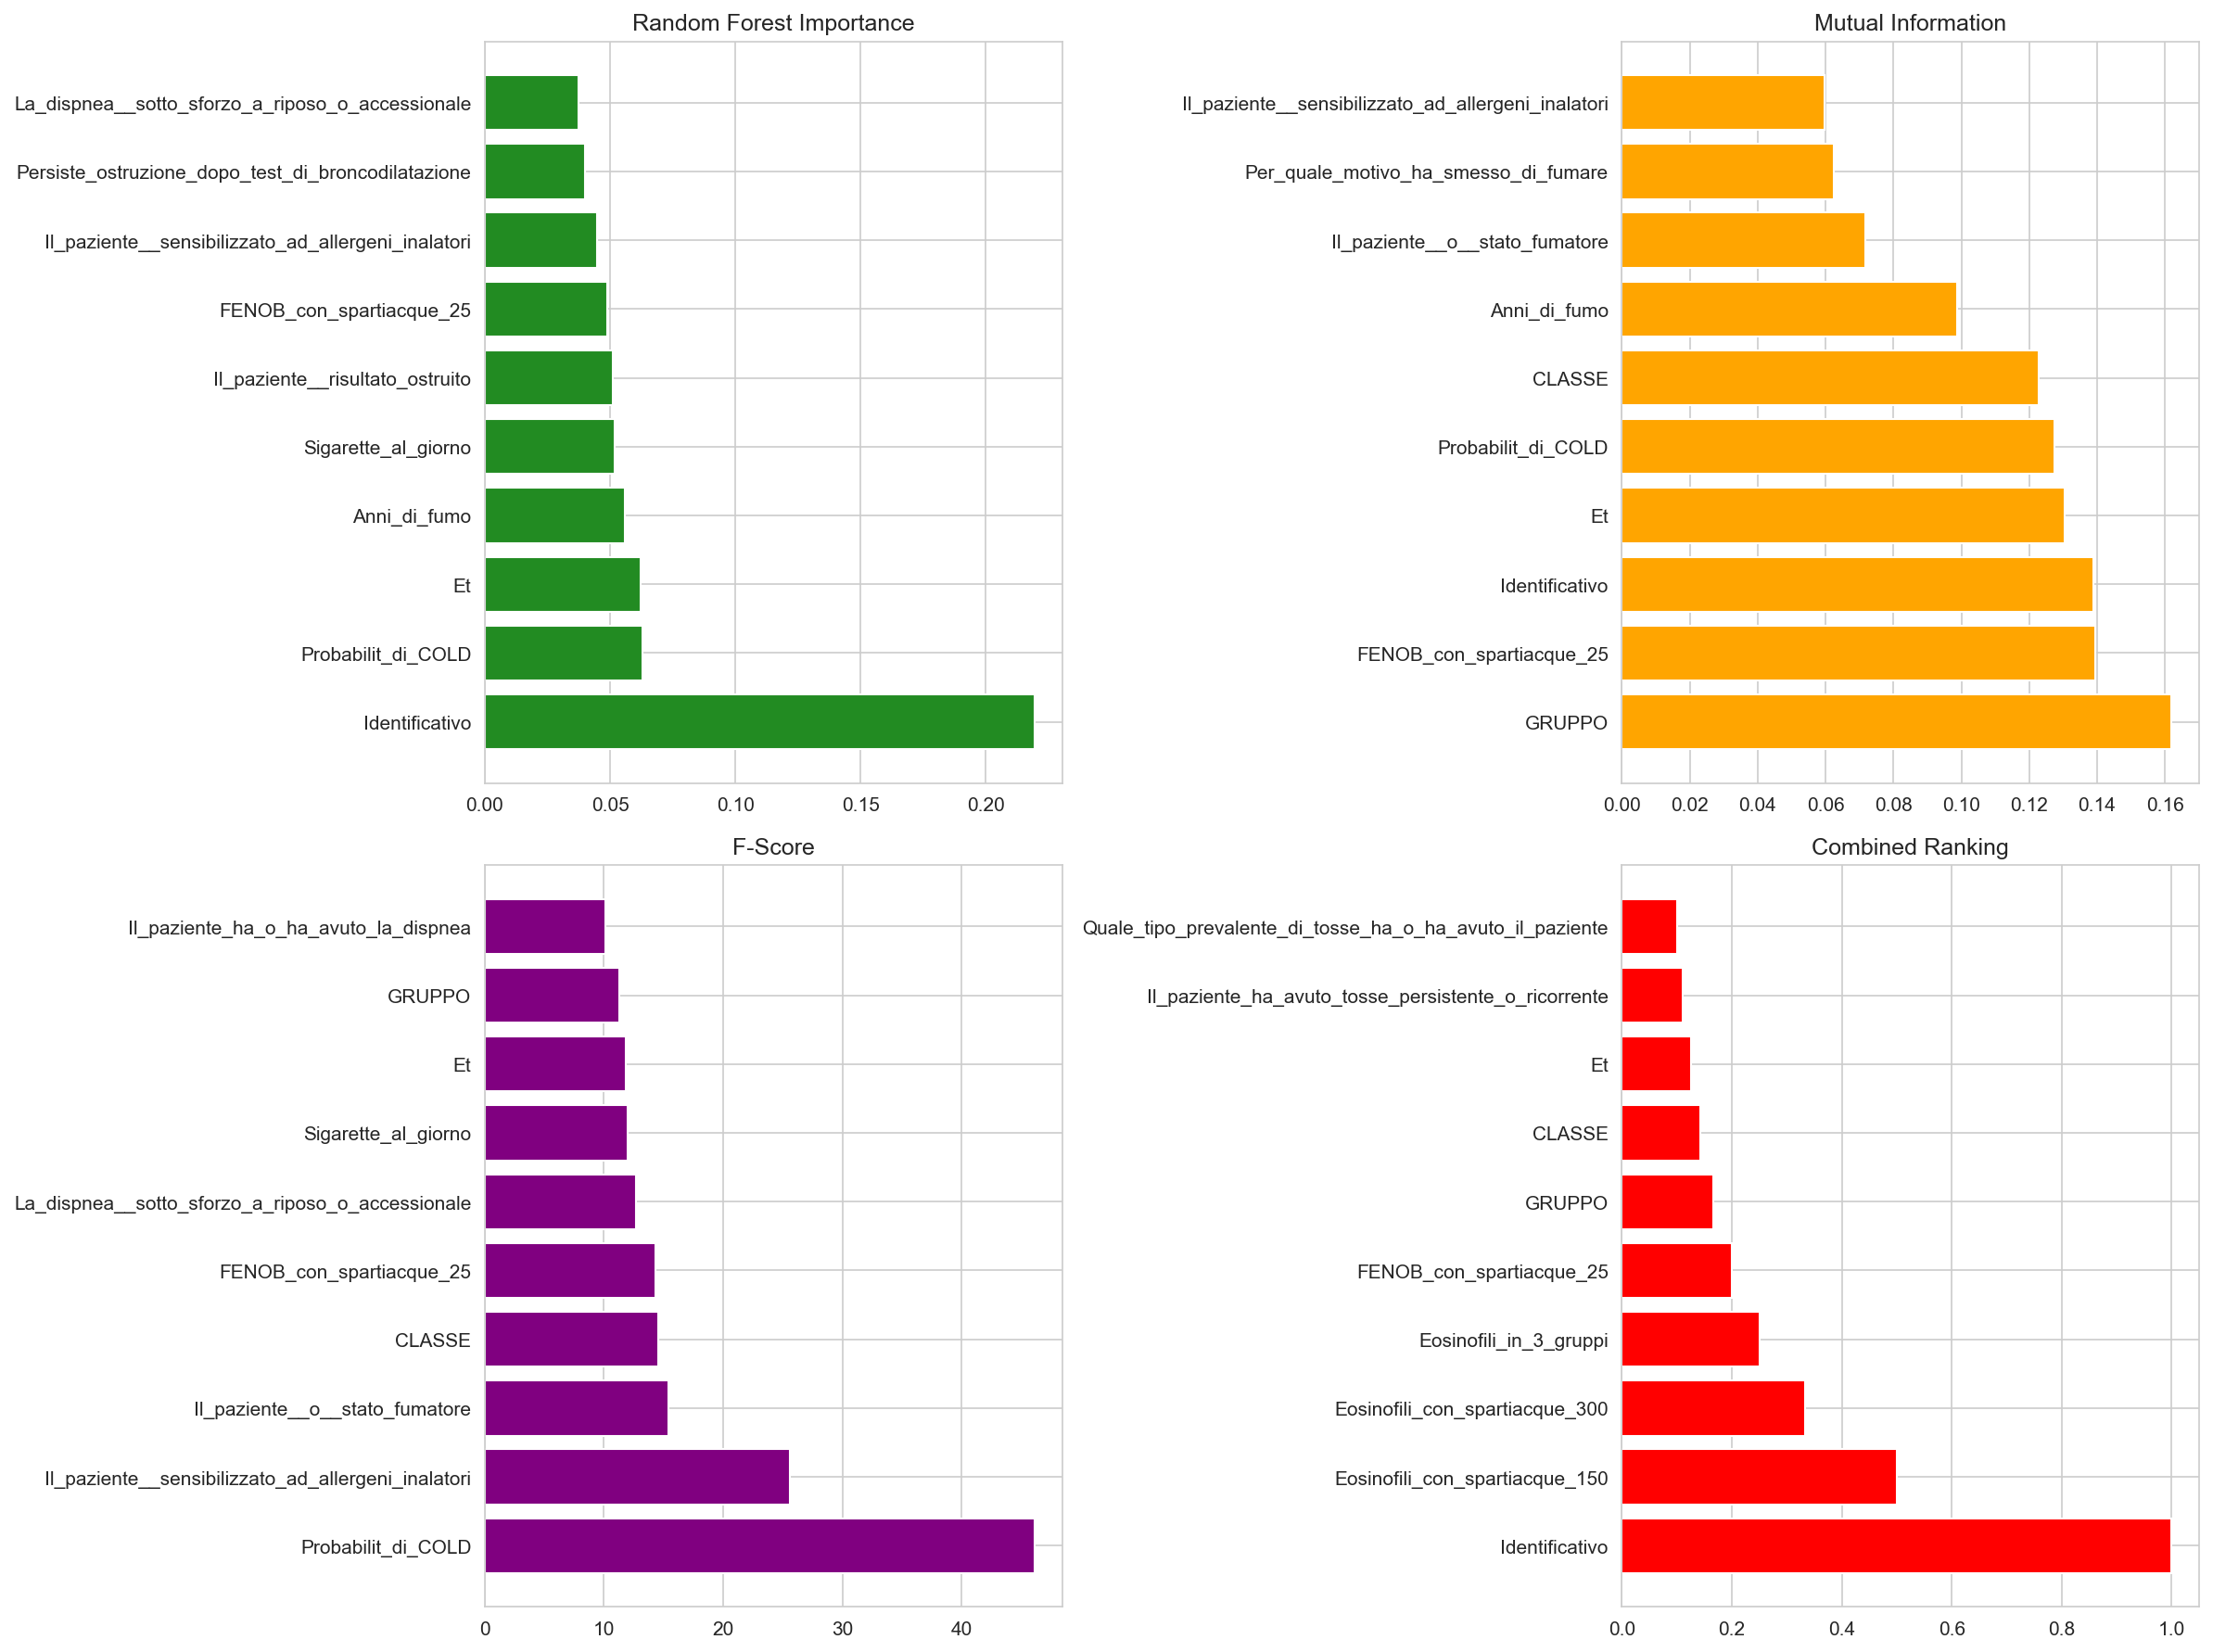 Random Forest Importance
La_dispnea__sotto_sforzo_a_riposo_o_accessionale
Persiste_ostruzione_dopo_test_di_broncodilatazione
Il_paziente__sensibilizzato_ad_allergeni_inalatori
FENOB_con_spartiacque_25
Il_paziente__risultato_ostruito
Sigarette_al_giorno
Anni_di_fumo
Et
Probabilit_di_COLD
Identificativo
0.00 0.05 0.10 0.15 0.20
Mutual Information
Il_paziente__sensibilizzato_ad_allergeni_inalatori
Per_quale_motivo_ha_smesso_di_fumare
Il_paziente__o__stato_fumatore
Anni_di_fumo
CLASSE
Probabilit_di_COLD
Et
Identificativo
FENOB_con_spartiacque_25
GRUPPO
0.00 0.02 0.04 0.06 0.08 0.10 0.12 0.14 0.16
F-Score
Il_paziente_ha_o_ha_avuto_la_dispnea
GRUPPO
Et
Sigarette_al_giorno
La_dispnea__sotto_sforzo_a_riposo_o_accessionale
FENOB_con_spartiacque_25
CLASSE
Il_paziente__o__stato_fumatore
Il_paziente__sensibilizzato_ad_allergeni_inalatori
Probabilit_di_COLD
0 10 20 30 40
Combined Ranking
Quale_tipo_prevalente_di_tosse_ha_o_ha_avuto_il_paziente
Il_paziente_ha_avuto_tosse_persistente_o_ricorrente
Et
CLASSE
GRUPPO
FENOB_con_spartiacque_25
Eosinofili_in_3_gruppi
Eosinofili_con_spartiacque_300
Eosinofili_con_spartiacque_150
Identificativo
0.0 0.2 0.4 0.6 0.8 1.0